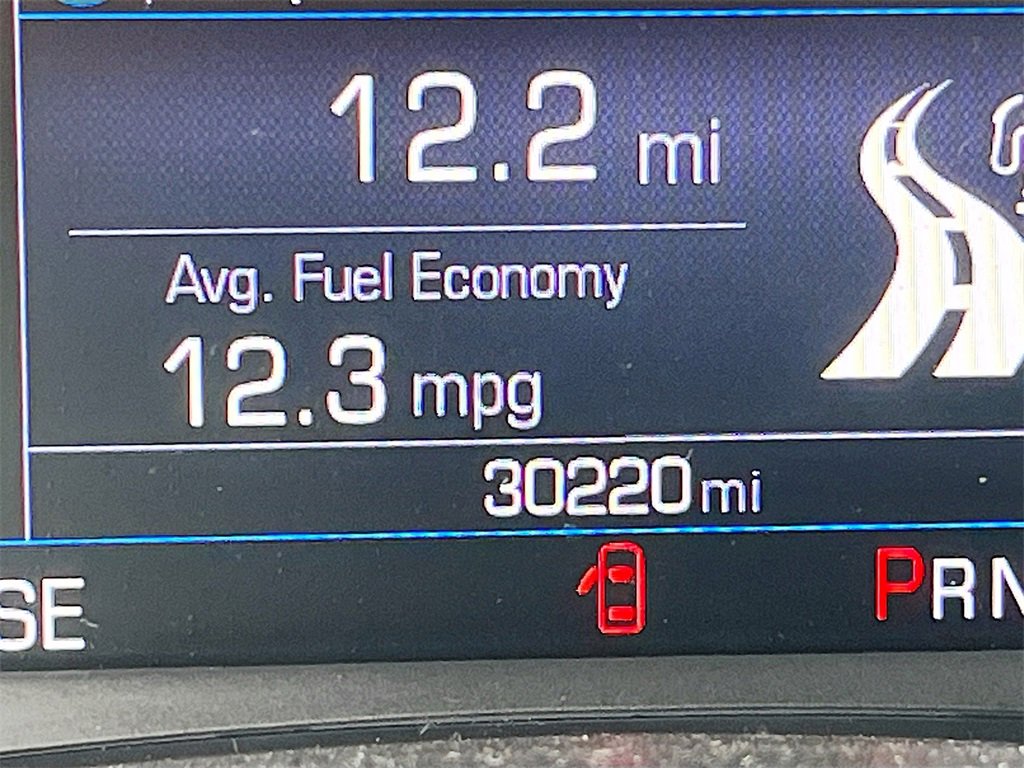 12.2 mi
Avg. Fuel Economy
12.3 mpg
30220 mi
SE PRN